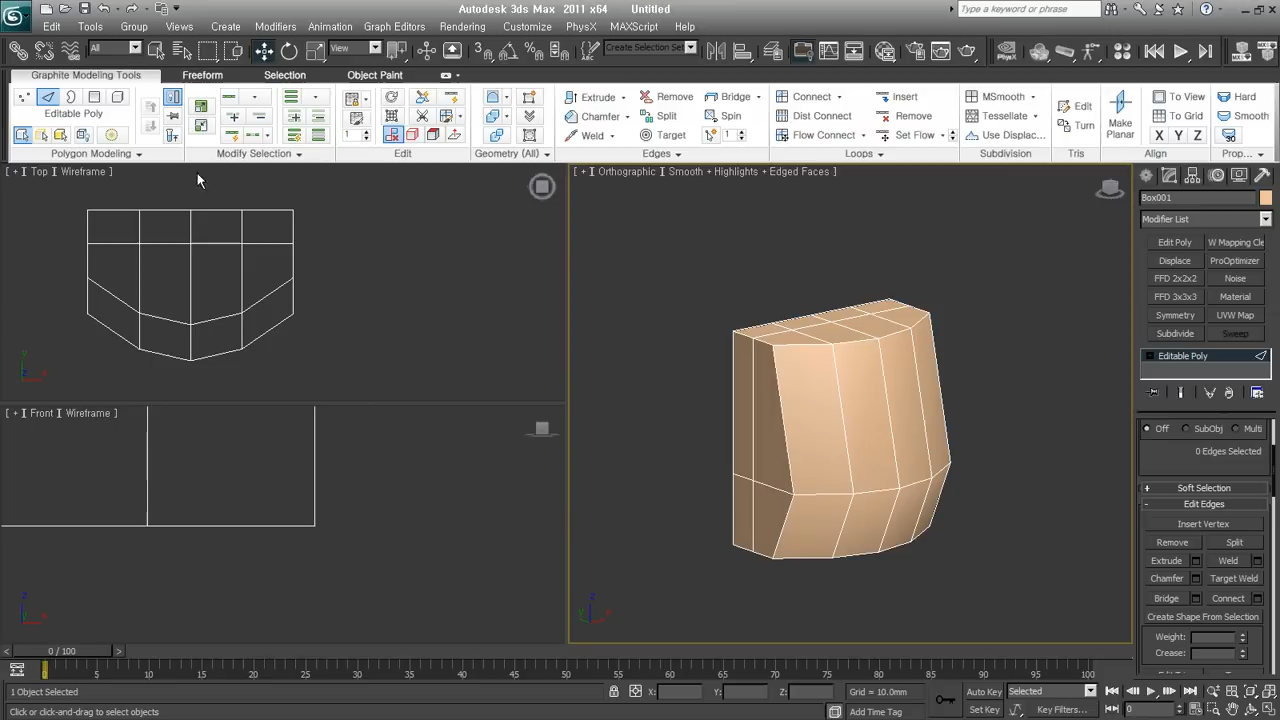 Autodesk 3ds Max 2011 x64 Untitled
Type a keyword or phrase
Edit Tools Group Views Create Modifiers Animation Graph Editors Rendering Customize PhysX MAXScript Help
All View Create Selection Set
Graphite Modeling Tools Freeform Selection Object Paint
Editable Poly
Extrude Remove Bridge Connect Insert MSmooth Edit To View Hard
Chamfer Split Spin Distance Remove Tessellate Turn Make Planar To Grid Smooth
Weld Target 1 Flow Connect Set Flow Use Displac... X Y Z
Polygon Modeling Modify Selection Edit Geometry (All) Edges Loops Subdivision Tris Align Prop...
[ + ] Top [ Wireframe ]
[ + ] Orthographic [ Smooth + Highlights + Edged Faces ]
[ + ] Front [ Wireframe ]
Box001
Modifier List
Edit Poly W Mapping Cle
Displace ProOptimizer
FFD 2x2x2 Noise
FFD 3x3x3 Material
Symmetry UVW Map
Subdivide Sweep
Editable Poly
Off SubObj Multi
0 Edges Selected
+ Soft Selection
- Edit Edges
Insert Vertex
Remove Split
Extrude Weld
Chamfer Target Weld
Bridge Connect
Create Shape From Selection
Weight:
Crease:
< 0 / 100 >
0 5 10 15 20 25 30 35 40 45 50 55 60 65 70 75 80 85 90 95 100
1 Object Selected X: Y: Z: Grid = 10.0mm Auto Key Selected
Click or click-and-drag to select objects Add Time Tag Set Key Key Filters... 0